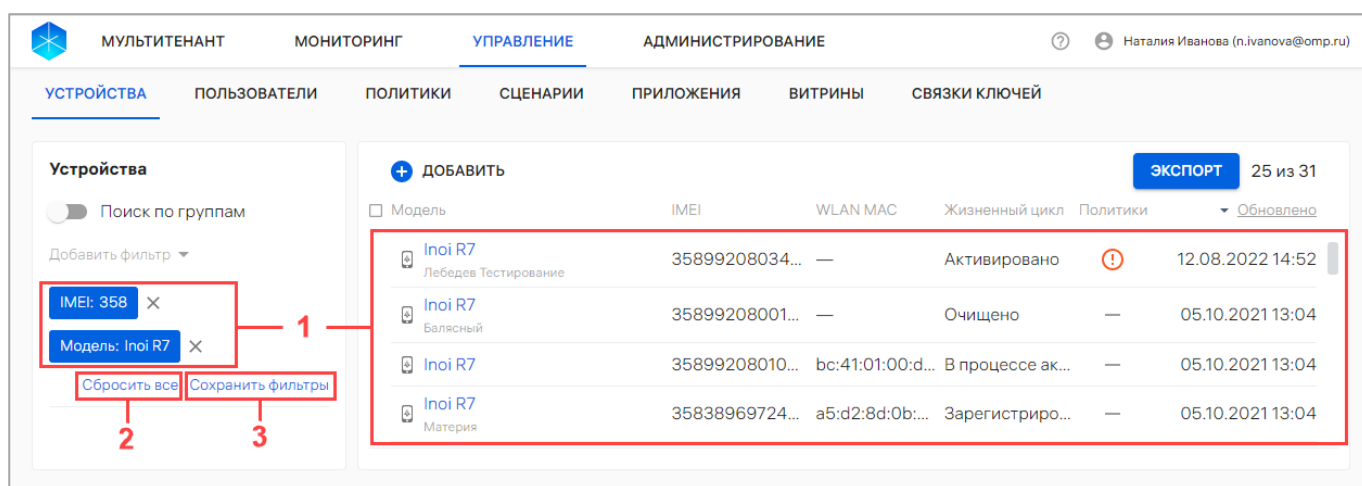 МУЛЬТИТЕНАНТ МОНИТОРИНГ УПРАВЛЕНИЕ АДМИНИСТРИРОВАНИЕ ? Наталия Иванова (n.ivanova@omp.ru)
УСТРОЙСТВА ПОЛЬЗОВАТЕЛИ ПОЛИТИКИ СЦЕНАРИИ ПРИЛОЖЕНИЯ ВИТРИНЫ СВЯЗКИ КЛЮЧЕЙ
Устройства
Поиск по группам
Добавить фильтр
IMEI: 358
Модель: Inoi R7
Сбросить все Сохранить фильтры
1
2
3
ДОБАВИТЬ ЭКСПОРТ 25 из 31
Модель IMEI WLAN MAC Жизненный цикл Политики Обновлено
Inoi R7 35899208034... — Активировано 12.08.2022 14:52
Лебедев Тестирование
Inoi R7 35899208001... — Очищено — 05.10.2021 13:04
Балясный
Inoi R7 35899208010... bc:41:01:00:d... В процессе ак... — 05.10.2021 13:04
Inoi R7 35838969724... a5:d2:8d:0b:... Зарегистриро... — 05.10.2021 13:04
Материя